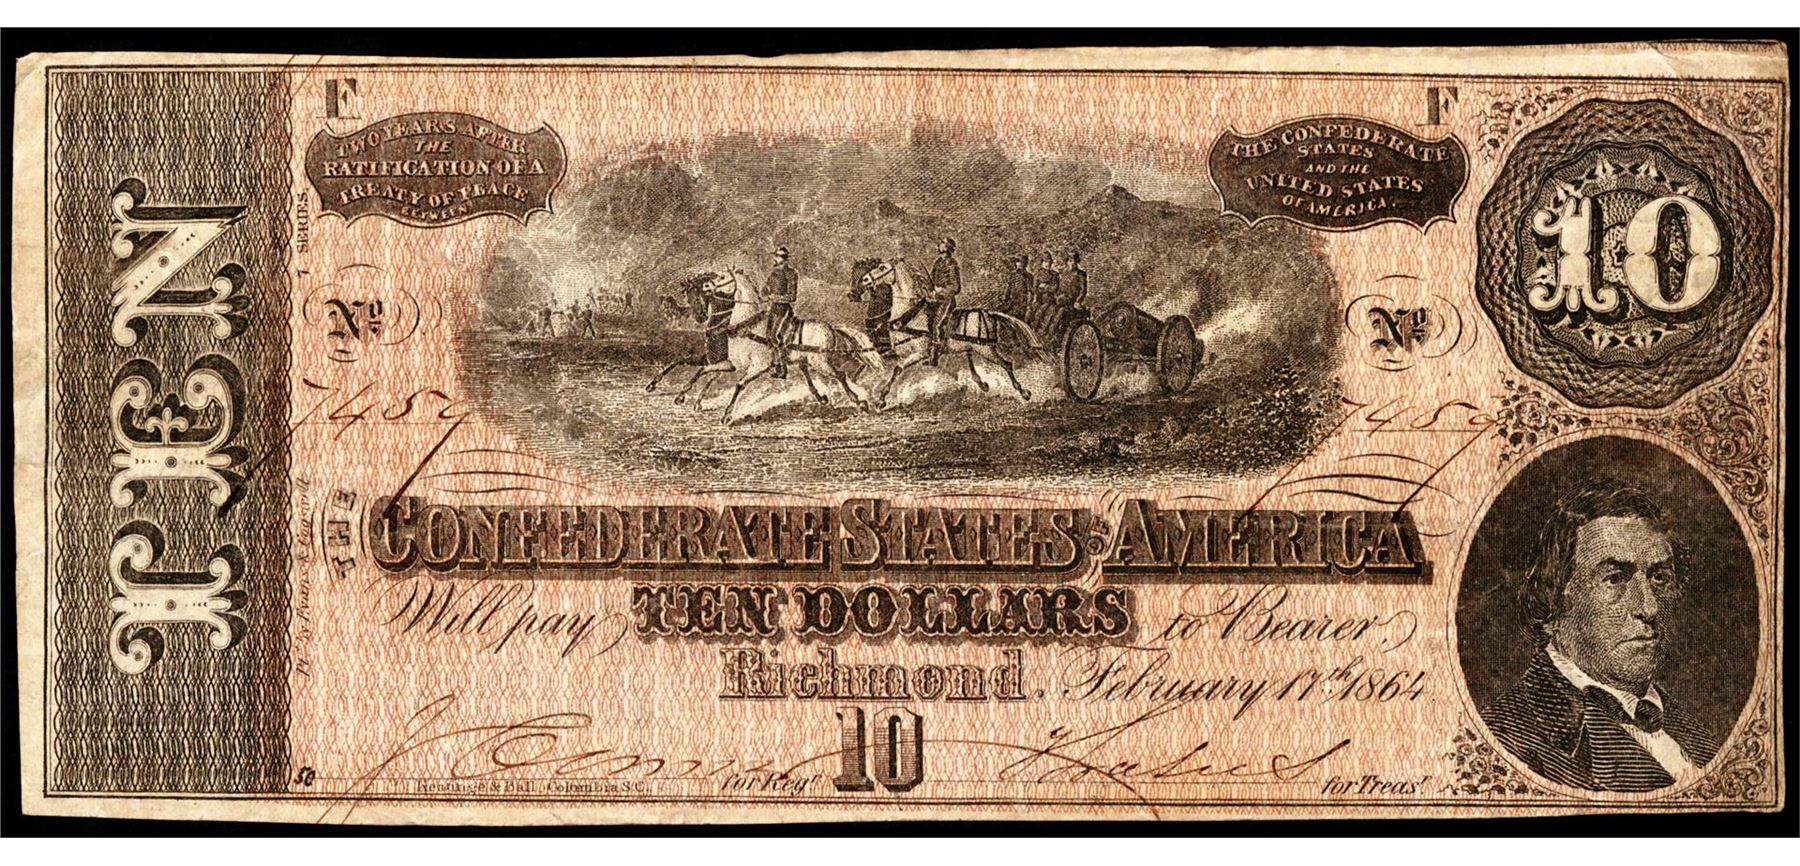 F
F
TWO YEARS AFTER
THE
RATIFICATION OF A
TREATY OF PEACE
BETWEEN
THE CONFEDERATE
STATES
AND THE
UNITED STATES
OF AMERICA.
10
TEN
7 SERIES
No
No
7459
7459
THE
CONFEDERATE STATES OF AMERICA
Will pay TEN DOLLARS to Bearer.
Richmond. February 17th 1864
10
50
Keatinge & Ball, Columbia S.C.
for Regr
for Treasr